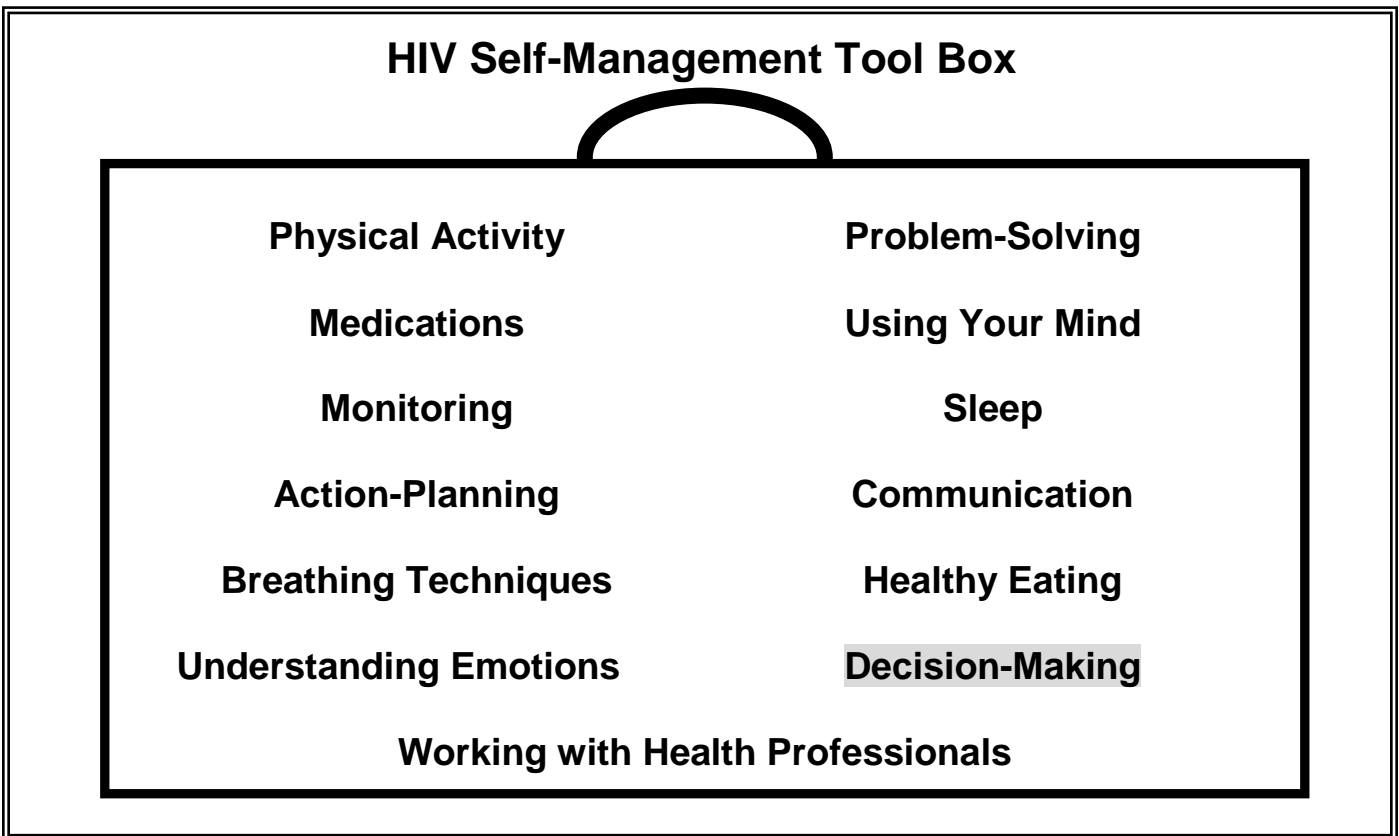 HIV Self-Management Tool Box
Physical Activity Problem-Solving
Medications Using Your Mind
Monitoring Sleep
Action-Planning Communication
Breathing Techniques Healthy Eating
Understanding Emotions Decision-Making
Working with Health Professionals